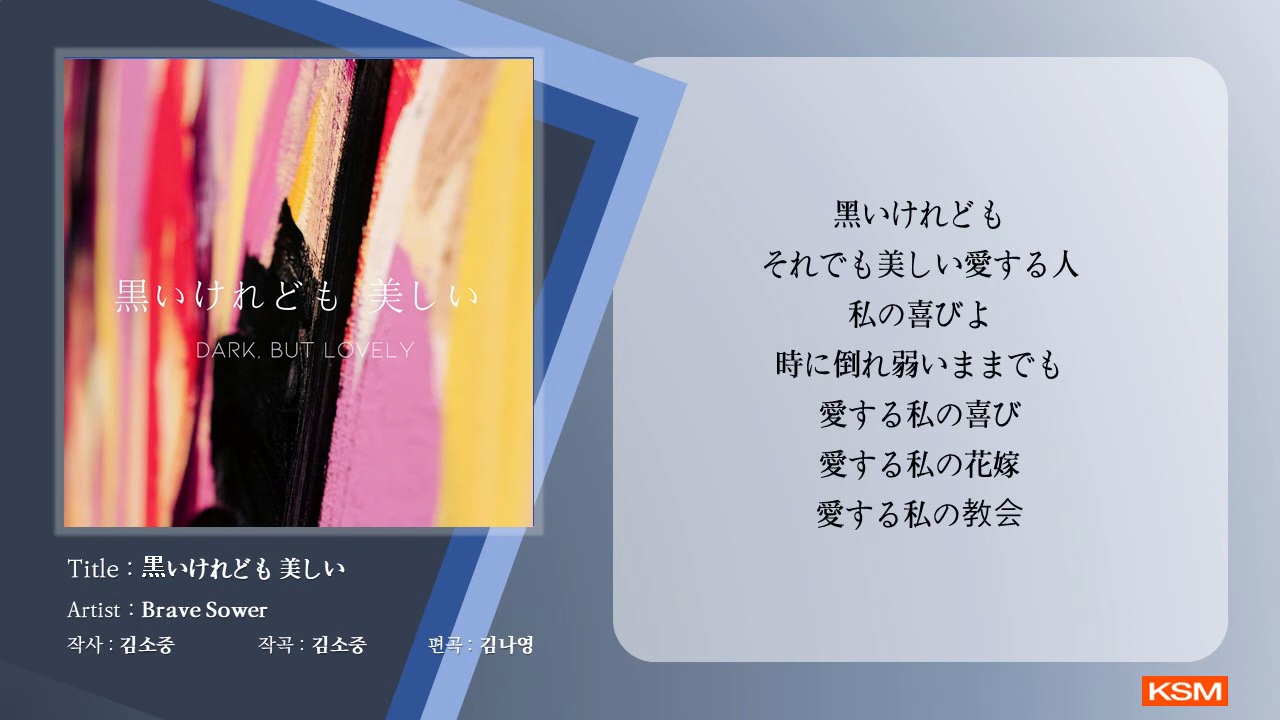 黒いけれども 美しい
DARK, BUT LOVELY
Title : 黒いけれども 美しい
Artist : Brave Sower
작사 : 김소중 작곡 : 김소중 편곡 : 김나영
黑いけれども
それでも美しい愛する人
私の喜びよ
時に倒れ弱いままでも
愛する私の喜び
愛する私の花嫁
愛する私の教会
KSM